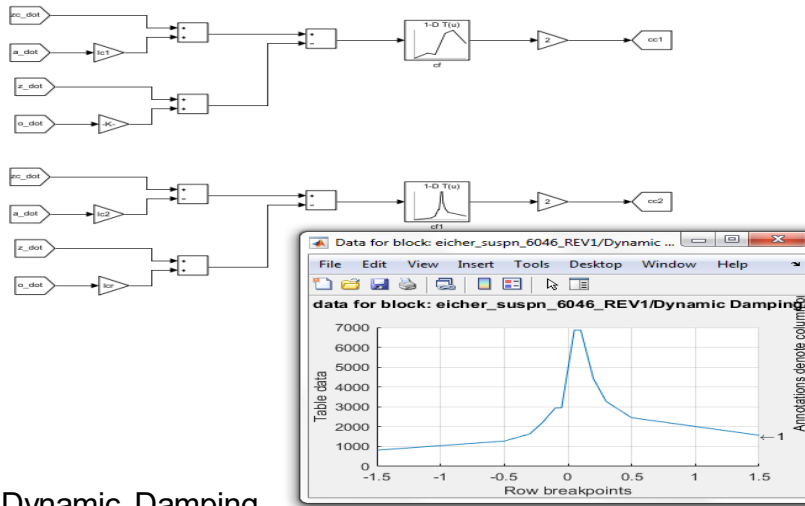 zc_dot
a_dot
lc1
z_dot
o_dot
-K-
1-D T(u)
cf
2
cc1
zc_dot
a_dot
lc2
z_dot
o_dot
lcr
1-D T(u)
cf1
2
cc2
Data for block: eicher_suspn_6046_REV1/Dynamic ...
File Edit View Insert Tools Desktop Window Help
data for block: eicher_suspn_6046_REV1/Dynamic Damping
7000
6000
5000
4000
3000
2000
1000
0
Table data
-1.5 -1 -0.5 0 0.5 1 1.5
Row breakpoints
1
Annotations denote column
Dynamic Damping